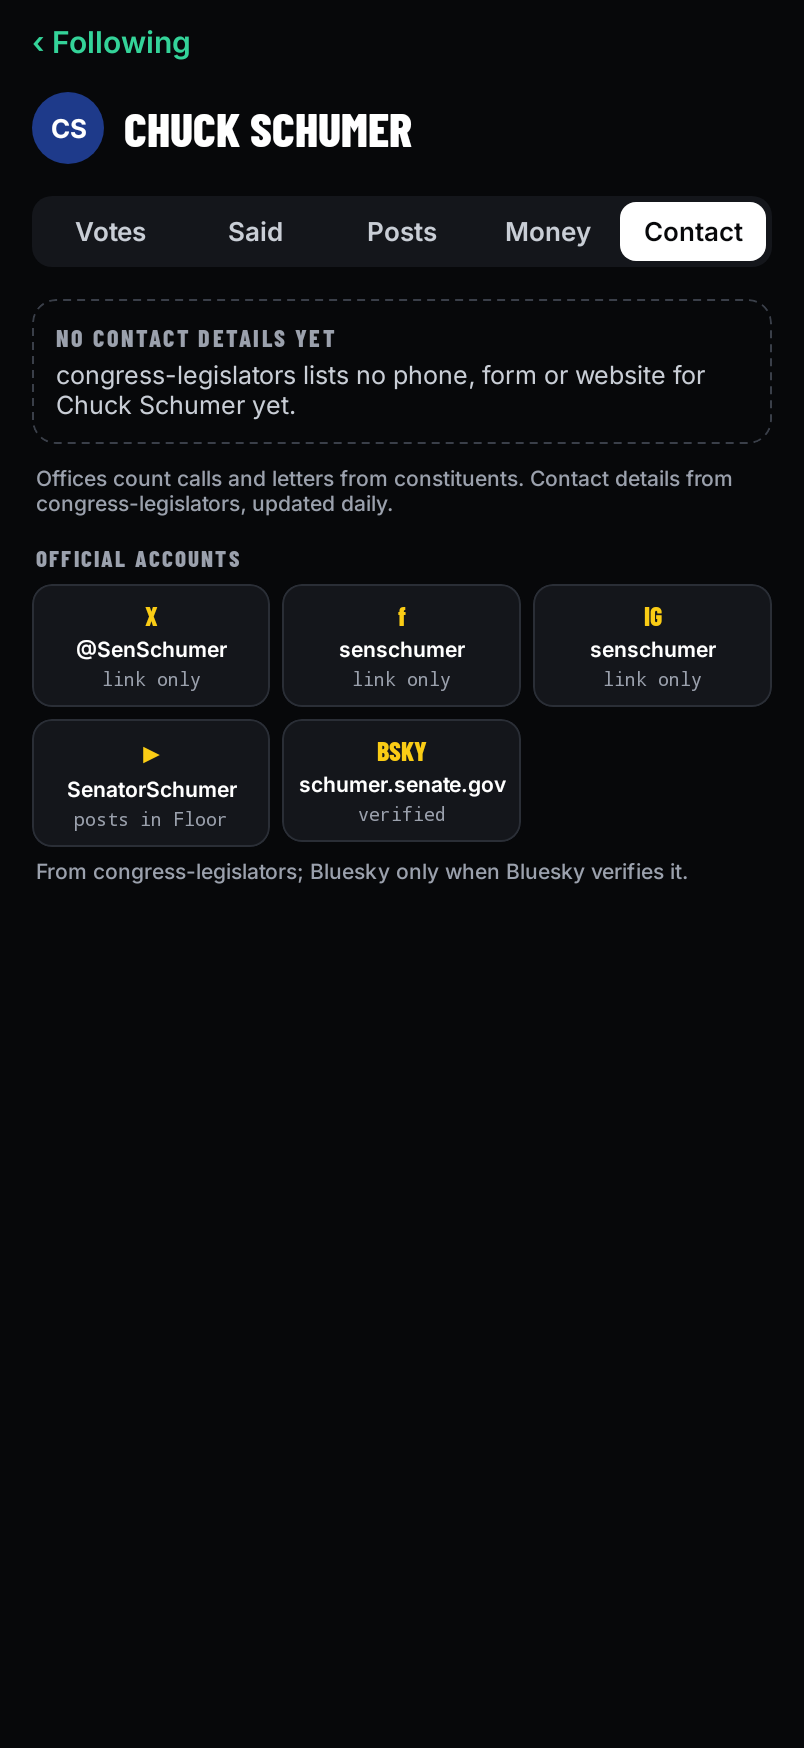 ‹ Following
CS
CHUCK SCHUMER
Votes Said Posts Money Contact
NO CONTACT DETAILS YET
congress-legislators lists no phone, form or website for
Chuck Schumer yet.
Offices count calls and letters from constituents. Contact details from
congress-legislators, updated daily.
OFFICIAL ACCOUNTS
X
@SenSchumer
link only
f
senschumer
link only
IG
senschumer
link only
▶
SenatorSchumer
posts in Floor
BSKY
schumer.senate.gov
verified
From congress-legislators; Bluesky only when Bluesky verifies it.